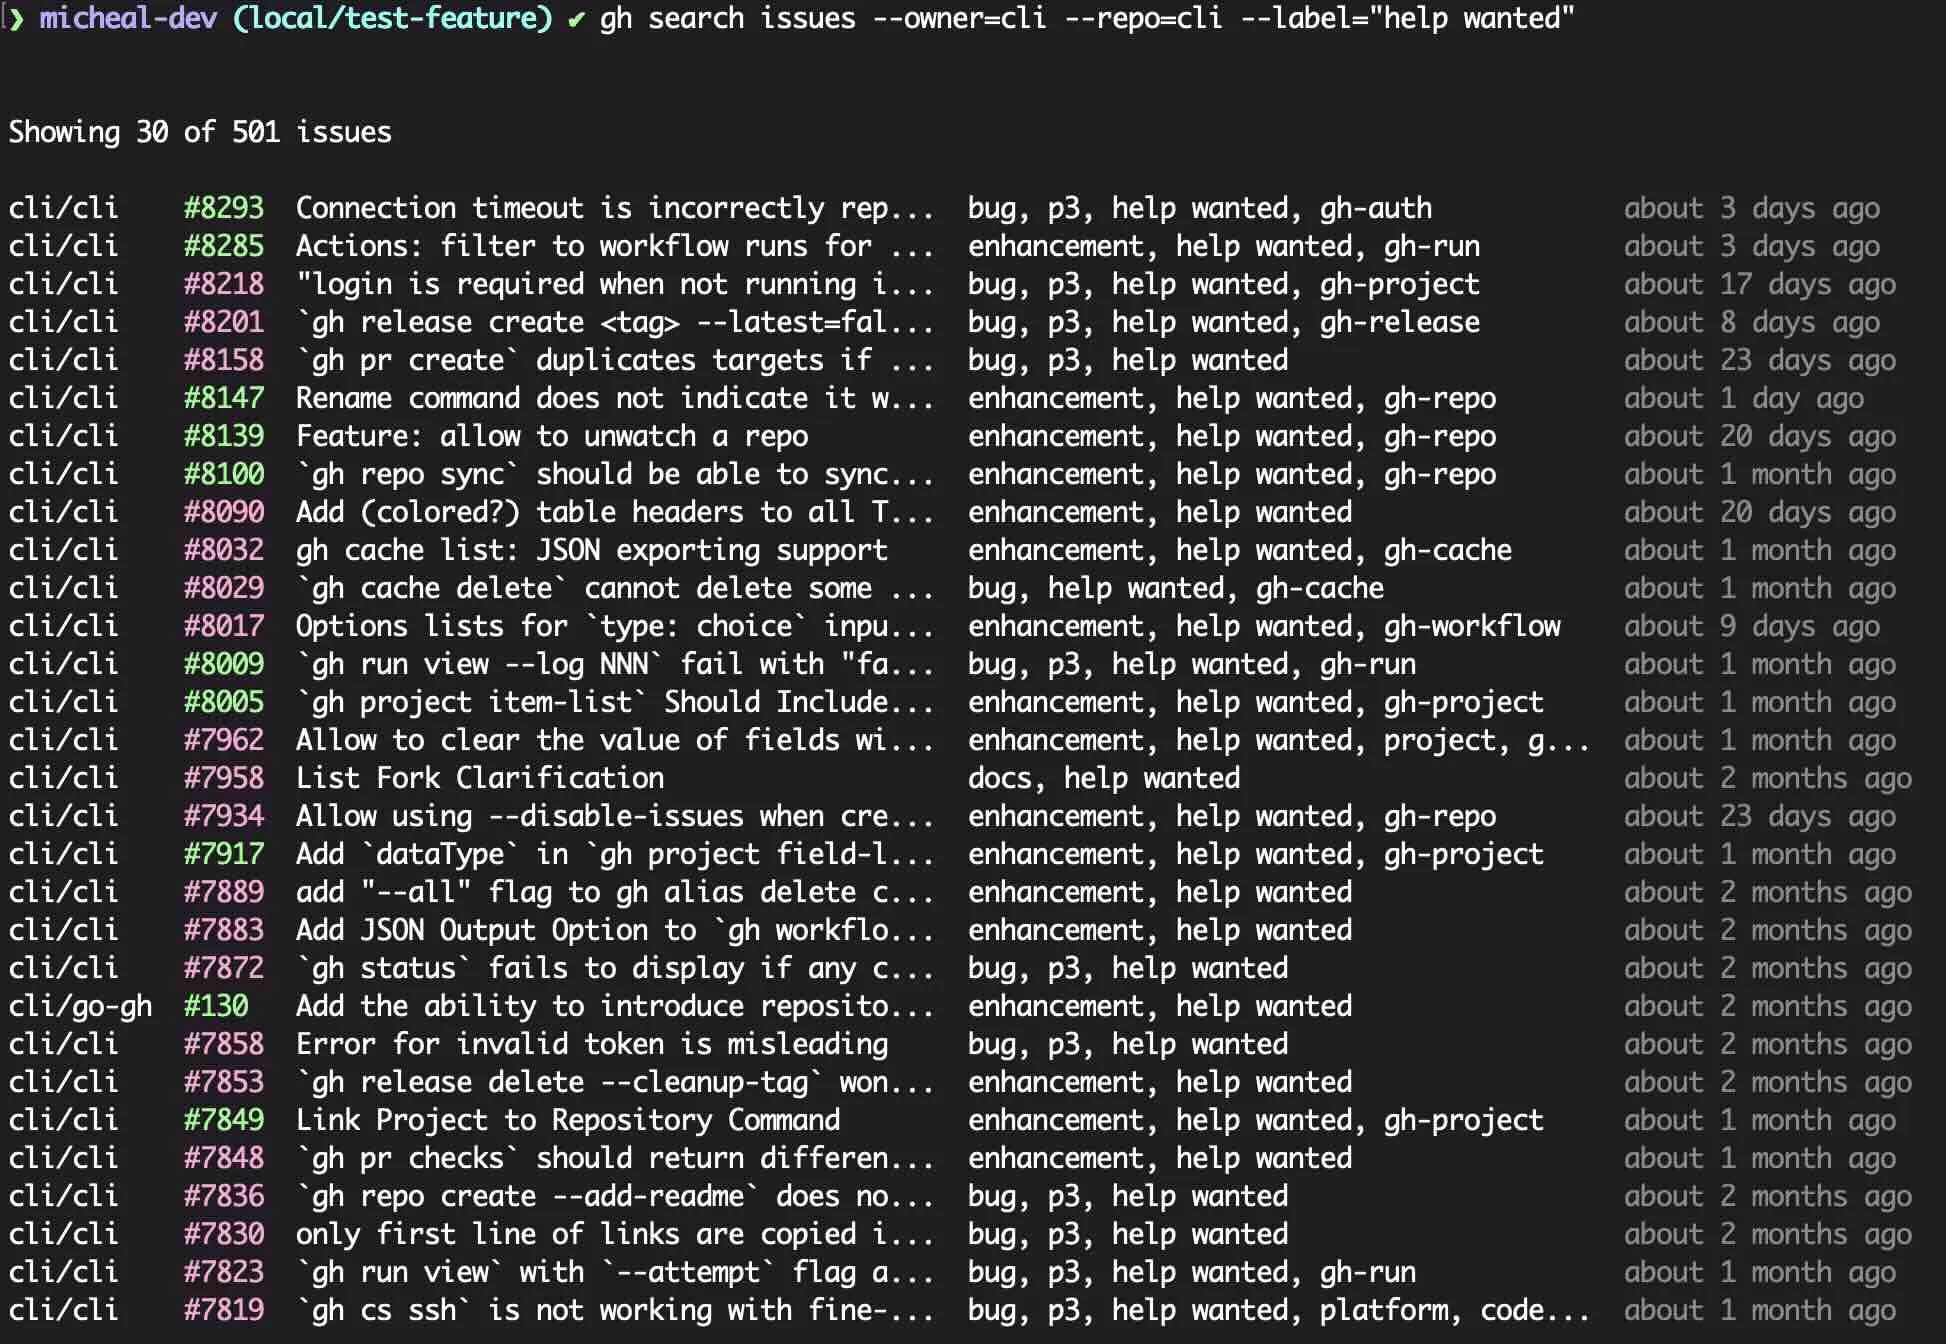 ❯ micheal-dev (local/test-feature) ✔ gh search issues --owner=cli --repo=cli --label="help wanted"
Showing 30 of 501 issues
cli/cli #8293 Connection timeout is incorrectly rep... bug, p3, help wanted, gh-auth about 3 days ago
cli/cli #8285 Actions: filter to workflow runs for ... enhancement, help wanted, gh-run about 3 days ago
cli/cli #8218 "login is required when not running i... bug, p3, help wanted, gh-project about 17 days ago
cli/cli #8201 `gh release create <tag> --latest=fal... bug, p3, help wanted, gh-release about 8 days ago
cli/cli #8158 `gh pr create` duplicates targets if ... bug, p3, help wanted about 23 days ago
cli/cli #8147 Rename command does not indicate it w... enhancement, help wanted, gh-repo about 1 day ago
cli/cli #8139 Feature: allow to unwatch a repo enhancement, help wanted, gh-repo about 20 days ago
cli/cli #8100 `gh repo sync` should be able to sync... enhancement, help wanted, gh-repo about 1 month ago
cli/cli #8090 Add (colored?) table headers to all T... enhancement, help wanted about 20 days ago
cli/cli #8032 gh cache list: JSON exporting support enhancement, help wanted, gh-cache about 1 month ago
cli/cli #8029 `gh cache delete` cannot delete some ... bug, help wanted, gh-cache about 1 month ago
cli/cli #8017 Options lists for `type: choice` inpu... enhancement, help wanted, gh-workflow about 9 days ago
cli/cli #8009 `gh run view --log NNN` fail with "fa... bug, p3, help wanted, gh-run about 1 month ago
cli/cli #8005 `gh project item-list` Should Include... enhancement, help wanted, gh-project about 1 month ago
cli/cli #7962 Allow to clear the value of fields wi... enhancement, help wanted, project, g... about 1 month ago
cli/cli #7958 List Fork Clarification docs, help wanted about 2 months ago
cli/cli #7934 Allow using --disable-issues when cre... enhancement, help wanted, gh-repo about 23 days ago
cli/cli #7917 Add `dataType` in `gh project field-l... enhancement, help wanted, gh-project about 1 month ago
cli/cli #7889 add "--all" flag to gh alias delete c... enhancement, help wanted about 2 months ago
cli/cli #7883 Add JSON Output Option to `gh workflo... enhancement, help wanted about 2 months ago
cli/cli #7872 `gh status` fails to display if any c... bug, p3, help wanted about 2 months ago
cli/go-gh #130 Add the ability to introduce reposito... enhancement, help wanted about 2 months ago
cli/cli #7858 Error for invalid token is misleading bug, p3, help wanted about 2 months ago
cli/cli #7853 `gh release delete --cleanup-tag` won... enhancement, help wanted about 2 months ago
cli/cli #7849 Link Project to Repository Command enhancement, help wanted, gh-project about 1 month ago
cli/cli #7848 `gh pr checks` should return differen... enhancement, help wanted about 1 month ago
cli/cli #7836 `gh repo create --add-readme` does no... bug, p3, help wanted about 2 months ago
cli/cli #7830 only first line of links are copied i... bug, p3, help wanted about 2 months ago
cli/cli #7823 `gh run view` with `--attempt` flag a... bug, p3, help wanted, gh-run about 1 month ago
cli/cli #7819 `gh cs ssh` is not working with fine-... bug, p3, help wanted, platform, code... about 1 month ago